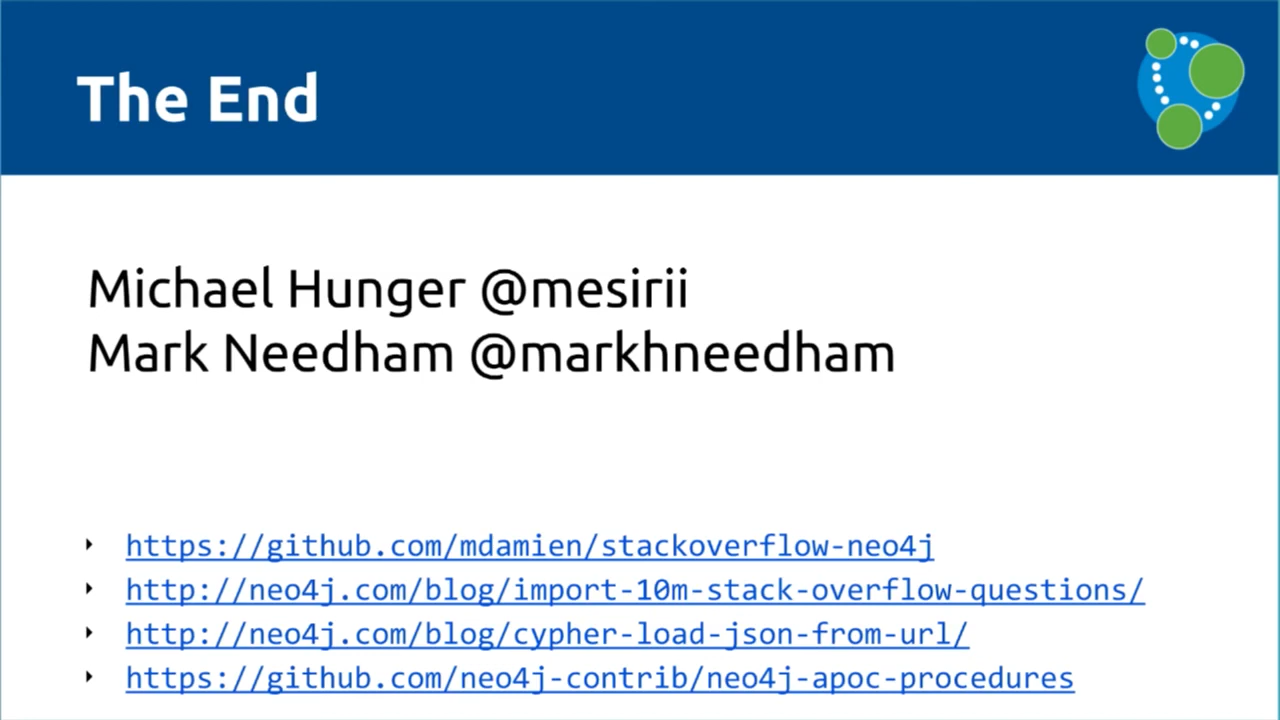 The End
Michael Hunger @mesirii
Mark Needham @markhneedham
‣ https://github.com/mdamien/stackoverflow-neo4j
‣ http://neo4j.com/blog/import-10m-stack-overflow-questions/
‣ http://neo4j.com/blog/cypher-load-json-from-url/
‣ https://github.com/neo4j-contrib/neo4j-apoc-procedures